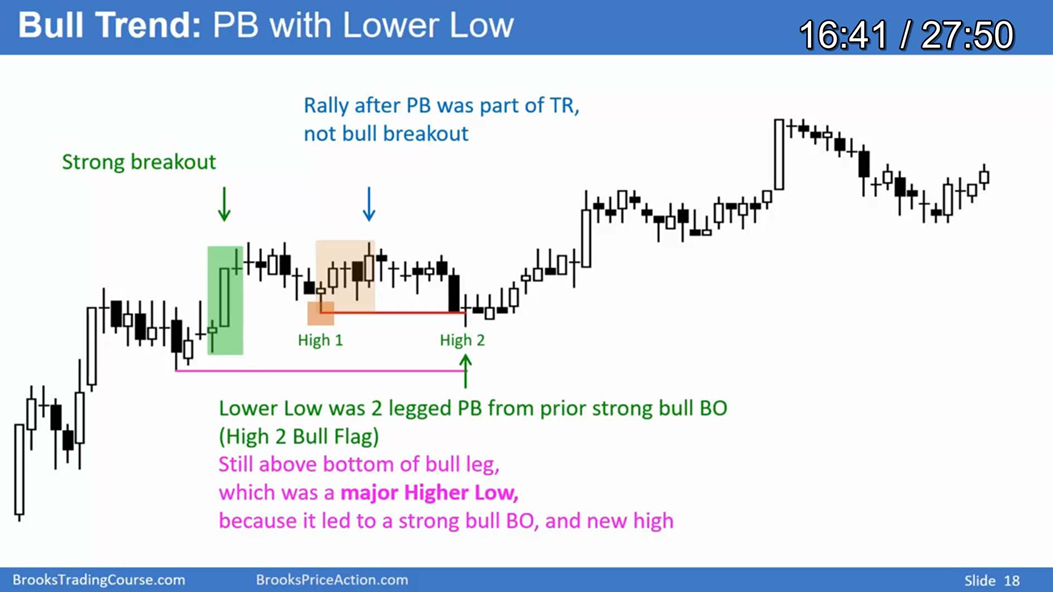 Bull Trend: PB with Lower Low
16:41 / 27:50
Rally after PB was part of TR,
not bull breakout
Strong breakout
High 1
High 2
Lower Low was 2 legged PB from prior strong bull BO
(High 2 Bull Flag)
Still above bottom of bull leg,
which was a major Higher Low,
because it led to a strong bull BO, and new high
BrooksTradingCourse.com
BrooksPriceAction.com
Slide 18